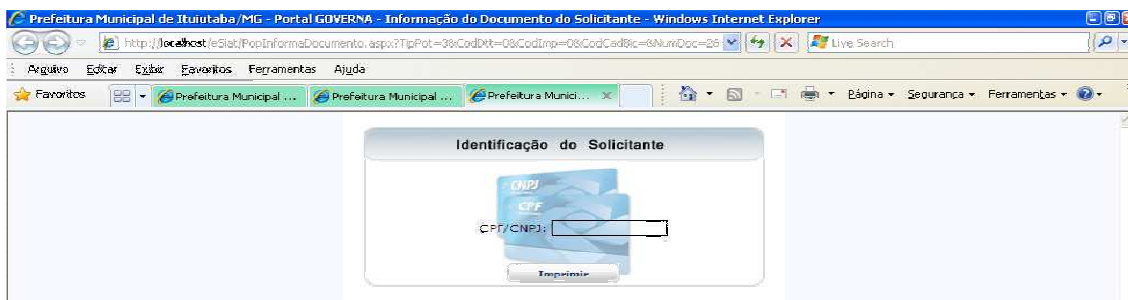 Prefeitura Municipal de Ituiutaba/MG - Portal GOVERNA - Informação do Documento do Solicitante - Windows Internet Explorer
http://localhost/eSiat/PopInformaDocumento.aspx?TipPot=3&CodDtt=0&CodImp=0&CodCadBic=&NumDoc=26 Live Search
Arquivo Editar Exibir Favoritos Ferramentas Ajuda
Favoritos Prefeitura Municipal ... Prefeitura Municipal ... Prefeitura Munici... Página Segurança Ferramentas
Identificação do Solicitante
CNPJ
CPF
CPF/CNPJ:
Imprimir